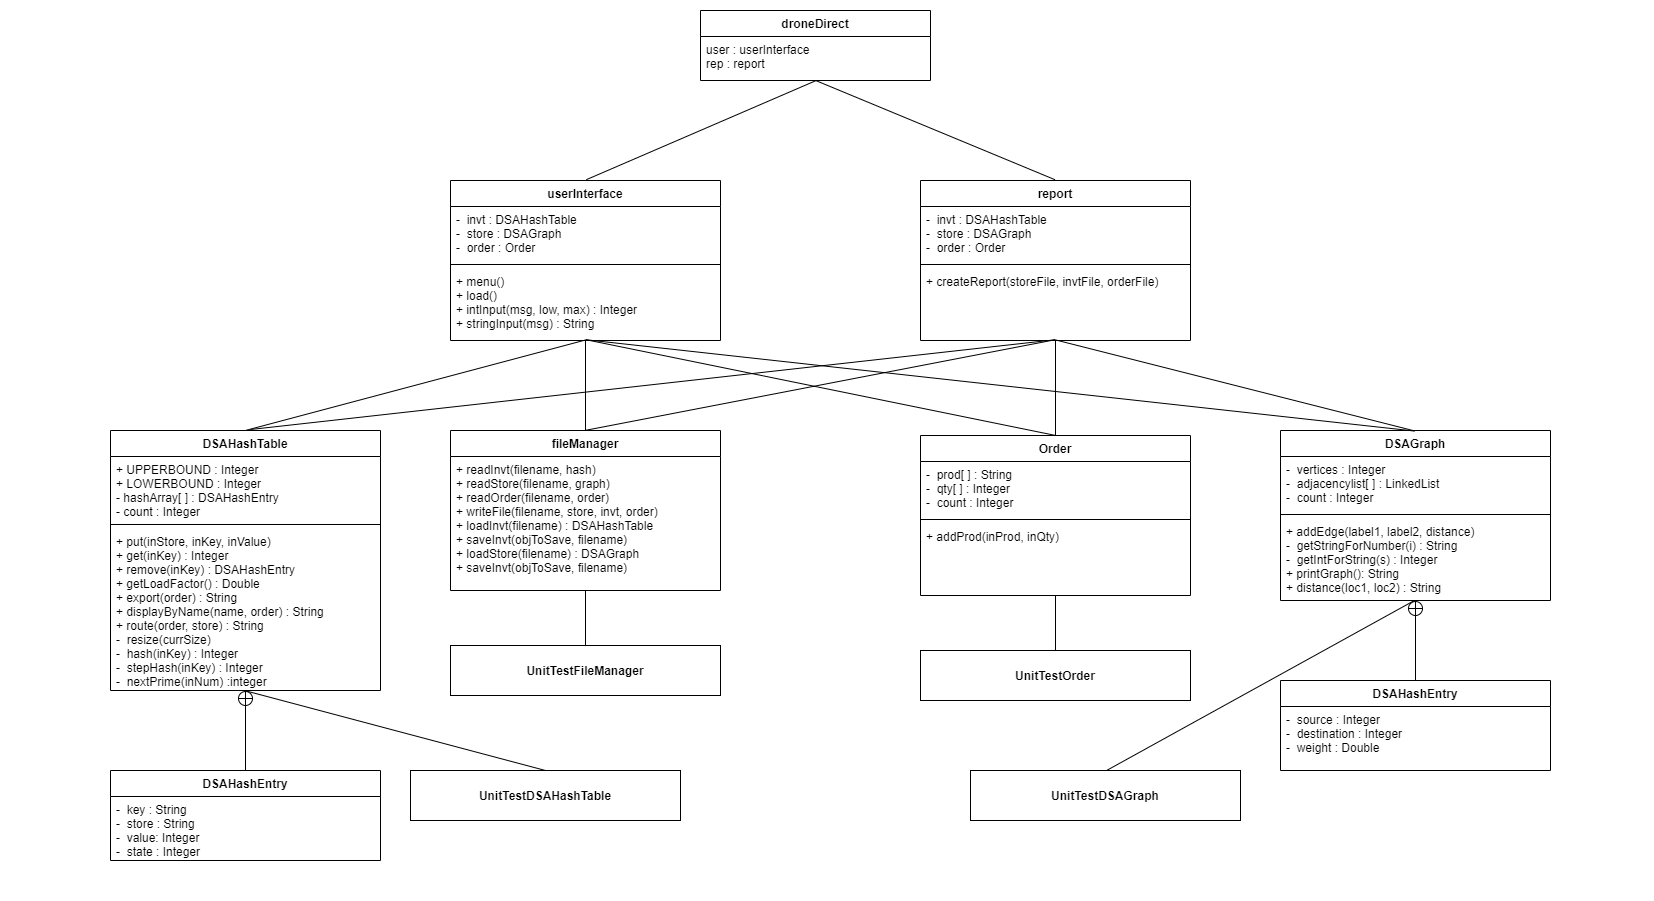 droneDirect
user : userInterface
rep : report
userInterface
- invt : DSAHashTable
- store : DSAGraph
- order : Order
+ menu()
+ load()
+ intInput(msg, low, max) : Integer
+ stringInput(msg) : String
report
- invt : DSAHashTable
- store : DSAGraph
- order : Order
+ createReport(storeFile, invtFile, orderFile)
DSAHashTable
+ UPPERBOUND : Integer
+ LOWERBOUND : Integer
- hashArray[ ] : DSAHashEntry
- count : Integer
+ put(inStore, inKey, inValue)
+ get(inKey) : Integer
+ remove(inKey) : DSAHashEntry
+ getLoadFactor() : Double
+ export(order) : String
+ displayByName(name, order) : String
+ route(order, store) : String
- resize(currSize)
- hash(inKey) : Integer
- stepHash(inKey) : Integer
- nextPrime(inNum) :integer
fileManager
+ readInvt(filename, hash)
+ readStore(filename, graph)
+ readOrder(filename, order)
+ writeFile(filename, store, invt, order)
+ loadInvt(filename) : DSAHashTable
+ saveInvt(objToSave, filename)
+ loadStore(filename) : DSAGraph
+ saveInvt(objToSave, filename)
Order
- prod[ ] : String
- qty[ ] : Integer
- count : Integer
+ addProd(inProd, inQty)
DSAGraph
- vertices : Integer
- adjacencylist[ ] : LinkedList
- count : Integer
+ addEdge(label1, label2, distance)
- getStringForNumber(i) : String
- getIntForString(s) : Integer
+ printGraph(): String
+ distance(loc1, loc2) : String
UnitTestFileManager
UnitTestOrder
DSAHashEntry
- source : Integer
- destination : Integer
- weight : Double
DSAHashEntry
- key : String
- store : String
- value: Integer
- state : Integer
UnitTestDSAHashTable
UnitTestDSAGraph